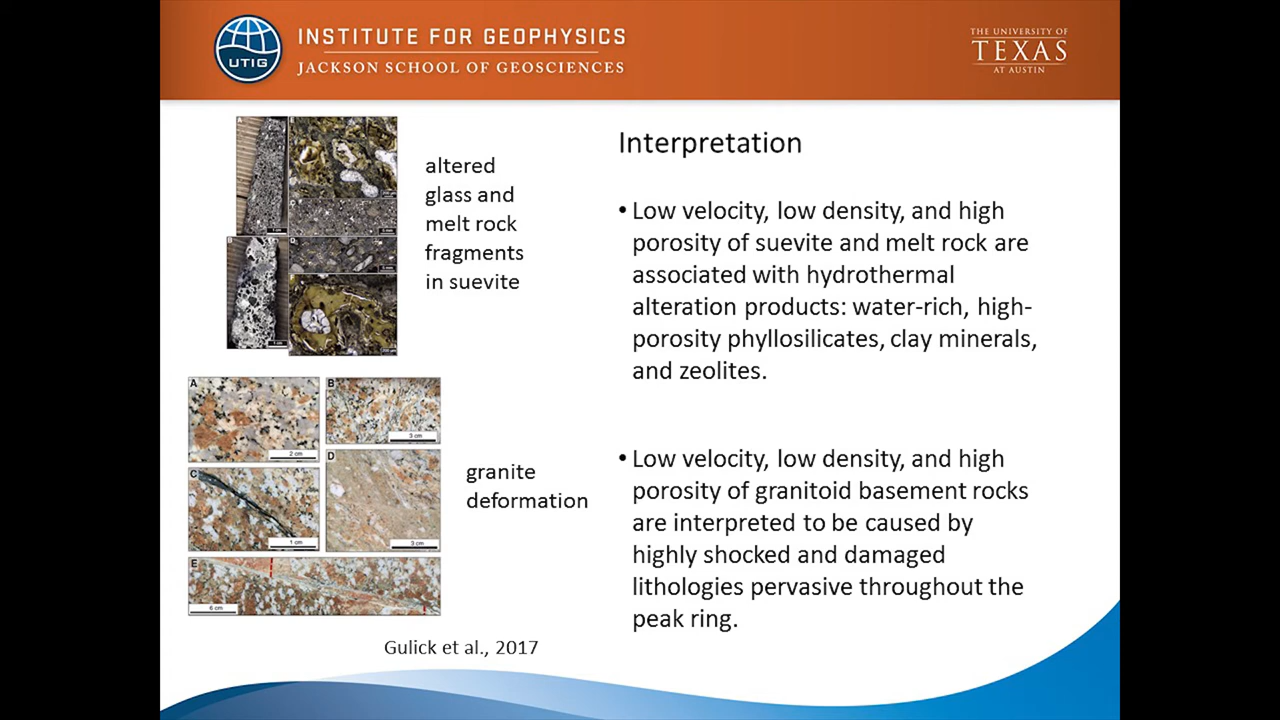 UTIG
INSTITUTE FOR GEOPHYSICS
JACKSON SCHOOL OF GEOSCIENCES
THE UNIVERSITY OF
TEXAS
AT AUSTIN
altered
glass and
melt rock
fragments
in suevite
A
B
2 cm
3 cm
C
D
1 cm
3 cm
E
6 cm
granite
deformation
Gulick et al., 2017
Interpretation
• Low velocity, low density, and high
porosity of suevite and melt rock are
associated with hydrothermal
alteration products: water-rich, high-
porosity phyllosilicates, clay minerals,
and zeolites.
• Low velocity, low density, and high
porosity of granitoid basement rocks
are interpreted to be caused by
highly shocked and damaged
lithologies pervasive throughout the
peak ring.